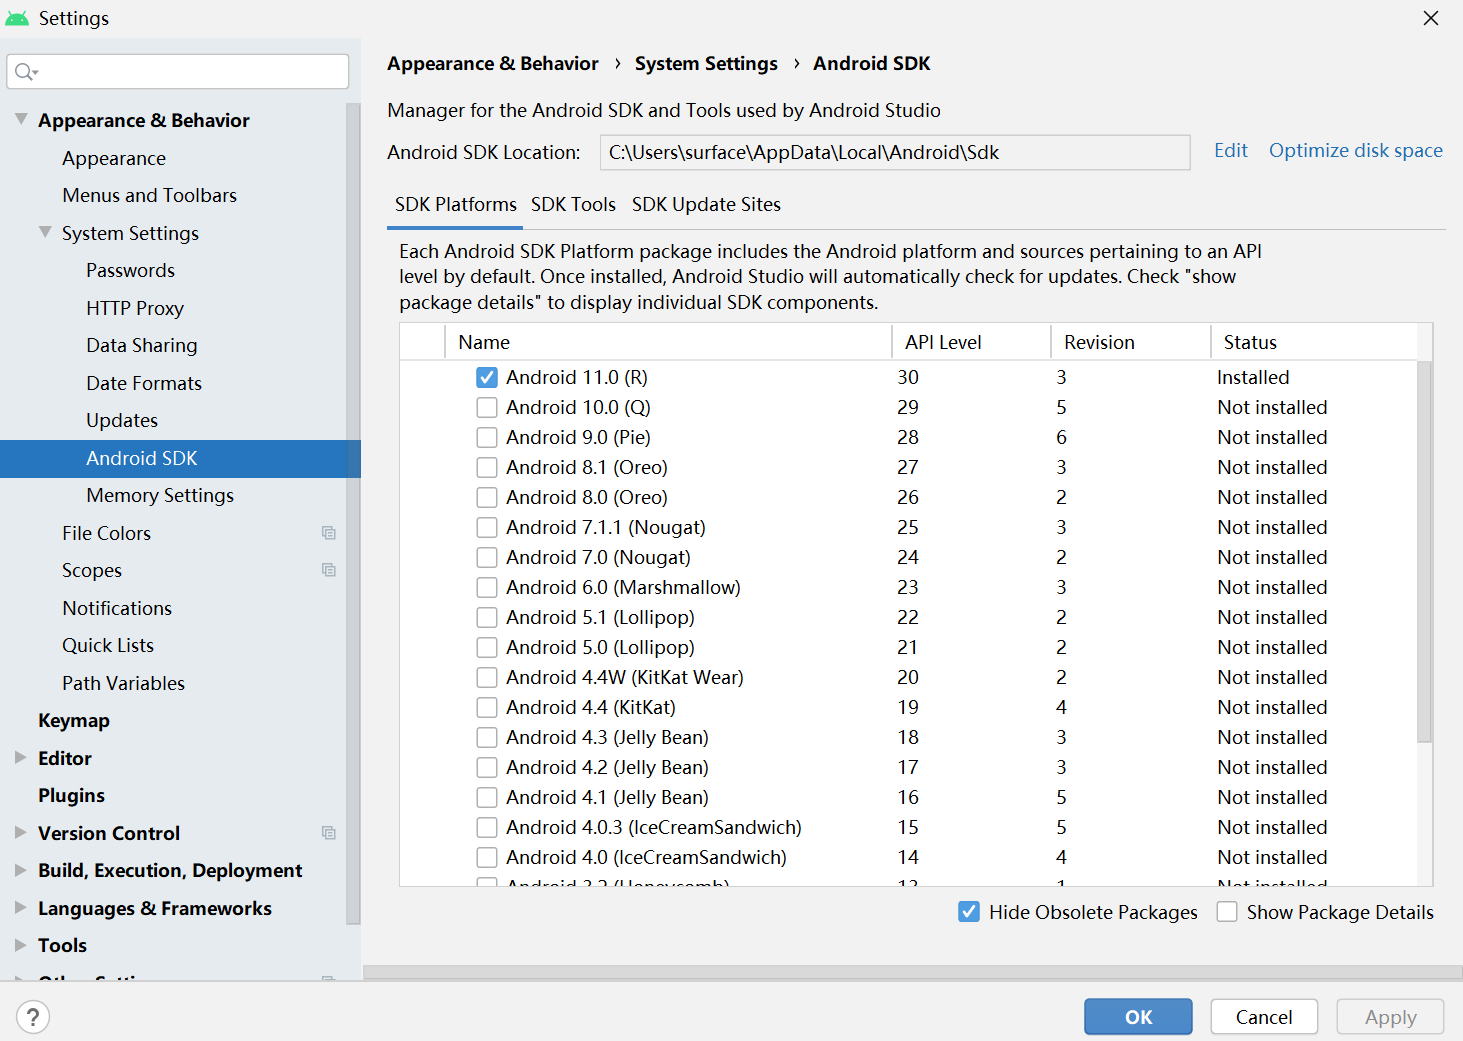 Settings
Appearance & Behavior › System Settings › Android SDK
Manager for the Android SDK and Tools used by Android Studio
Android SDK Location: C:\Users\surface\AppData\Local\Android\Sdk Edit Optimize disk space
SDK Platforms SDK Tools SDK Update Sites
Each Android SDK Platform package includes the Android platform and sources pertaining to an API
level by default. Once installed, Android Studio will automatically check for updates. Check "show
package details" to display individual SDK components.
Name API Level Revision Status
Android 11.0 (R) 30 3 Installed
Android 10.0 (Q) 29 5 Not installed
Android 9.0 (Pie) 28 6 Not installed
Android 8.1 (Oreo) 27 3 Not installed
Android 8.0 (Oreo) 26 2 Not installed
Android 7.1.1 (Nougat) 25 3 Not installed
Android 7.0 (Nougat) 24 2 Not installed
Android 6.0 (Marshmallow) 23 3 Not installed
Android 5.1 (Lollipop) 22 2 Not installed
Android 5.0 (Lollipop) 21 2 Not installed
Android 4.4W (KitKat Wear) 20 2 Not installed
Android 4.4 (KitKat) 19 4 Not installed
Android 4.3 (Jelly Bean) 18 3 Not installed
Android 4.2 (Jelly Bean) 17 3 Not installed
Android 4.1 (Jelly Bean) 16 5 Not installed
Android 4.0.3 (IceCreamSandwich) 15 5 Not installed
Android 4.0 (IceCreamSandwich) 14 4 Not installed
Android 3.2 (Honeycomb) 13 1 Not installed
Hide Obsolete Packages Show Package Details
Appearance & Behavior
Appearance
Menus and Toolbars
System Settings
Passwords
HTTP Proxy
Data Sharing
Date Formats
Updates
Android SDK
Memory Settings
File Colors
Scopes
Notifications
Quick Lists
Path Variables
Keymap
Editor
Plugins
Version Control
Build, Execution, Deployment
Languages & Frameworks
Tools
? OK Cancel Apply